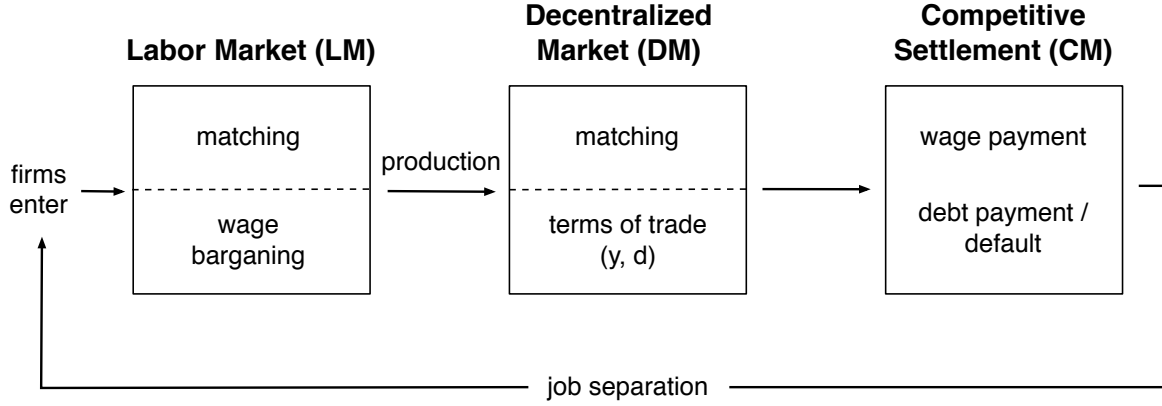 Labor Market (LM)
Decentralized
Market (DM)
Competitive
Settlement (CM)
firms
enter
matching
wage
barganing
production
matching
terms of trade
(y, d)
wage payment
debt payment /
default
job separation